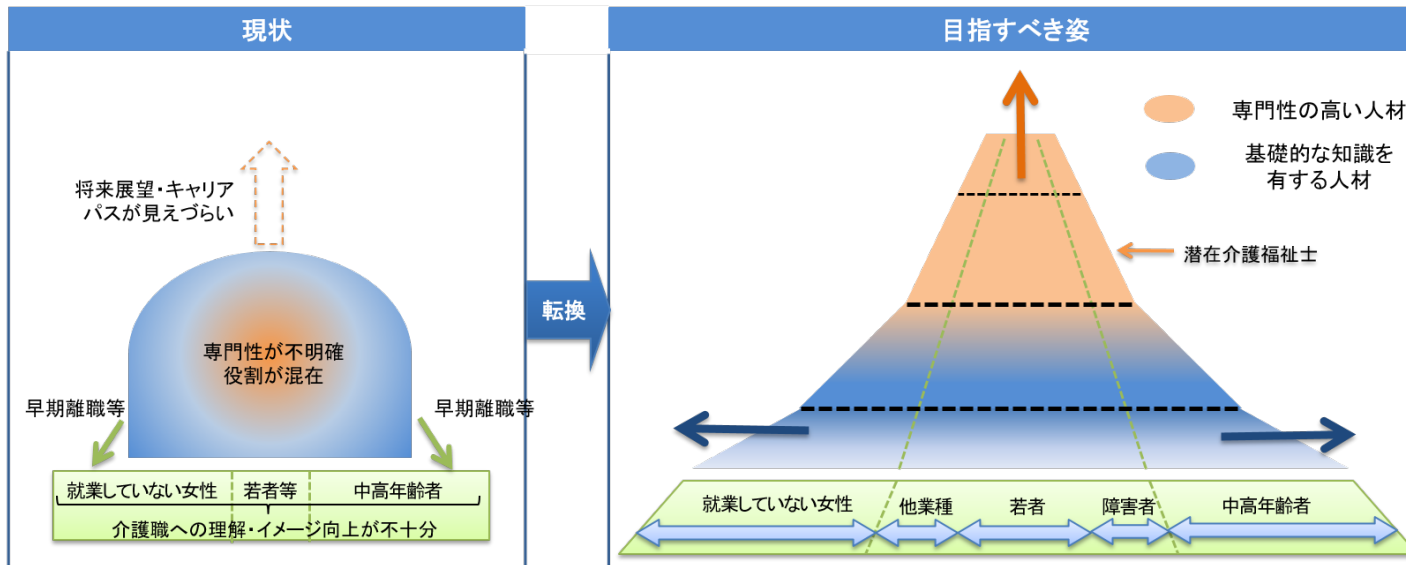 現状
将来展望・キャリア
パスが見えづらい
専門性が不明確
役割が混在
早期離職等
早期離職等
就業していない女性
若者等
中高年齢者
介護職への理解・イメージ向上が不十分
転換
目指すべき姿
専門性の高い人材
基礎的な知識を
有する人材
潜在介護福祉士
就業していない女性
他業種
若者
障害者
中高年齢者